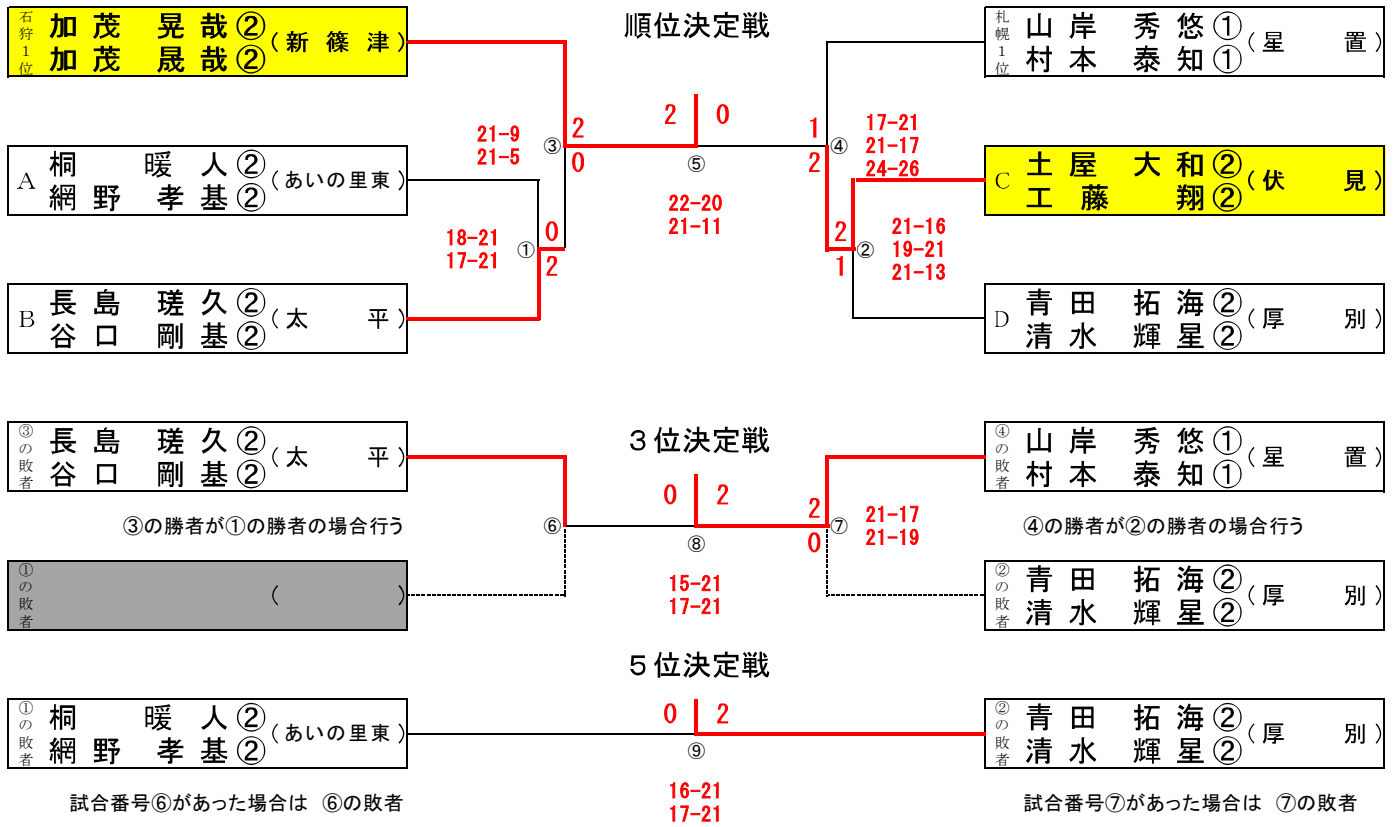 順位決定戦
石狩1位 加茂 晃哉② 加茂 晟哉② (新篠津)
札幌1位 山岸 秀悠① 村本 泰知① (星置)
2 0
21-9
21-5
③ 2
0
⑤
22-20
21-11
1 ④
2
17-21
21-17
24-26
A 桐 暖人② 網野 孝基② (あいの里東)
C 土屋 大和② 工藤 翔② (伏見)
18-21
17-21
① 0
2
2 ②
1
21-16
19-21
21-13
B 長島 瑳久② 谷口 剛基② (太平)
D 青田 拓海② 清水 輝星② (厚別)
3位決定戦
③の敗者 長島 瑳久② 谷口 剛基② (太平)
④の敗者 山岸 秀悠① 村本 泰知① (星置)
0 2
③の勝者が①の勝者の場合行う
⑥
⑧
2 ⑦
0
21-17
21-19
④の勝者が②の勝者の場合行う
15-21
17-21
①の敗者 ( )
②の敗者 青田 拓海② 清水 輝星② (厚別)
5位決定戦
①の敗者 桐 暖人② 網野 孝基② (あいの里東)
②の敗者 青田 拓海② 清水 輝星② (厚別)
0 2
⑨
16-21
17-21
試合番号⑥があった場合は ⑥の敗者
試合番号⑦があった場合は ⑦の敗者